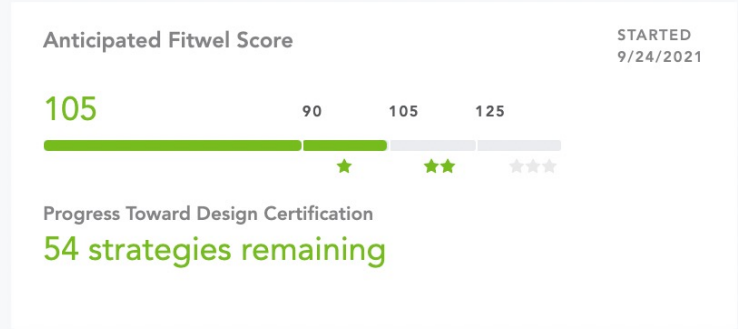 Anticipated Fitwel Score
STARTED
9/24/2021
105
90
105
125
Progress Toward Design Certification
54 strategies remaining